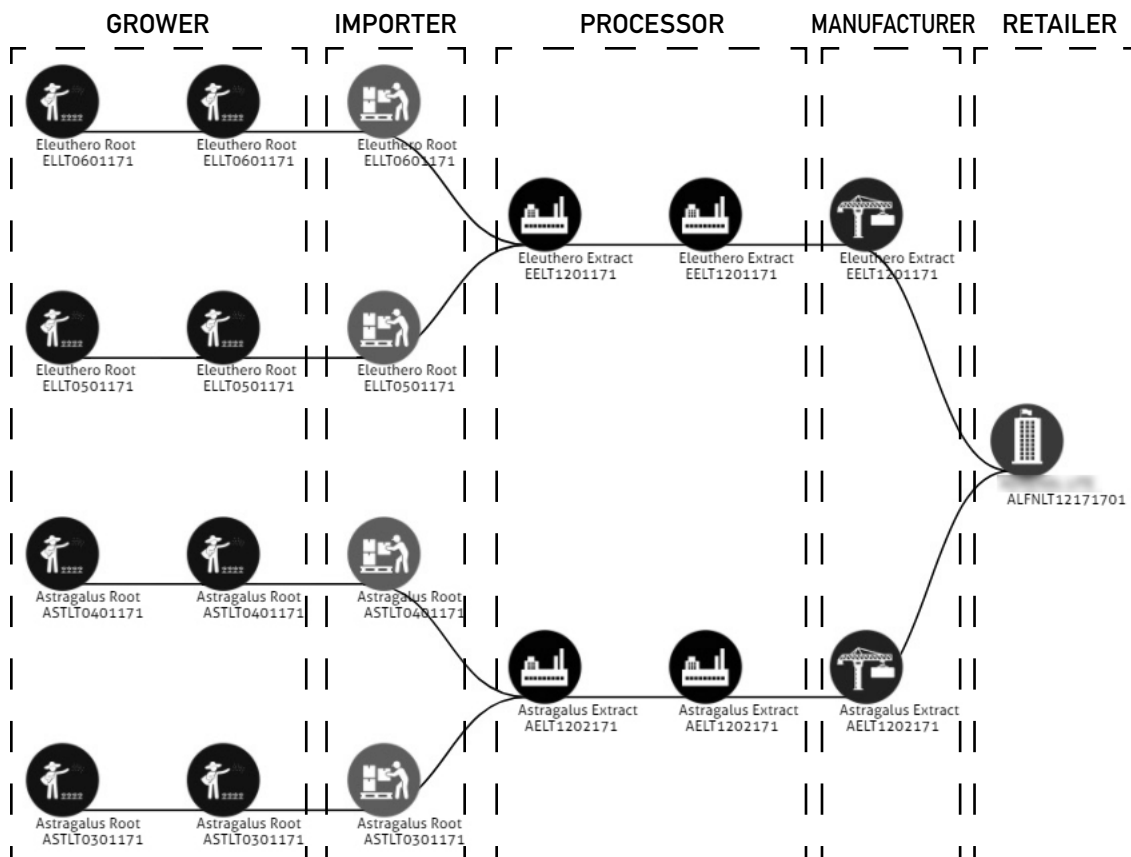 GROWER IMPORTER PROCESSOR MANUFACTURER RETAILER
Eleuthero Root Eleuthero Root Eleuthero Root
ELLT0601171 ELLT0601171 ELLT0601171
Eleuthero Extract Eleuthero Extract Eleuthero Extract
EELT1201171 EELT1201171 EELT1201171
Eleuthero Root Eleuthero Root Eleuthero Root
ELLT0501171 ELLT0501171 ELLT0501171
ALFNLT12171701
Astragalus Root Astragalus Root Astragalus Root
ASTLT0401171 ASTLT0401171 ASTLT0401171
Astragalus Extract Astragalus Extract Astragalus Extract
AELT1202171 AELT1202171 AELT1202171
Astragalus Root Astragalus Root Astragalus Root
ASTLT0301171 ASTLT0301171 ASTLT0301171